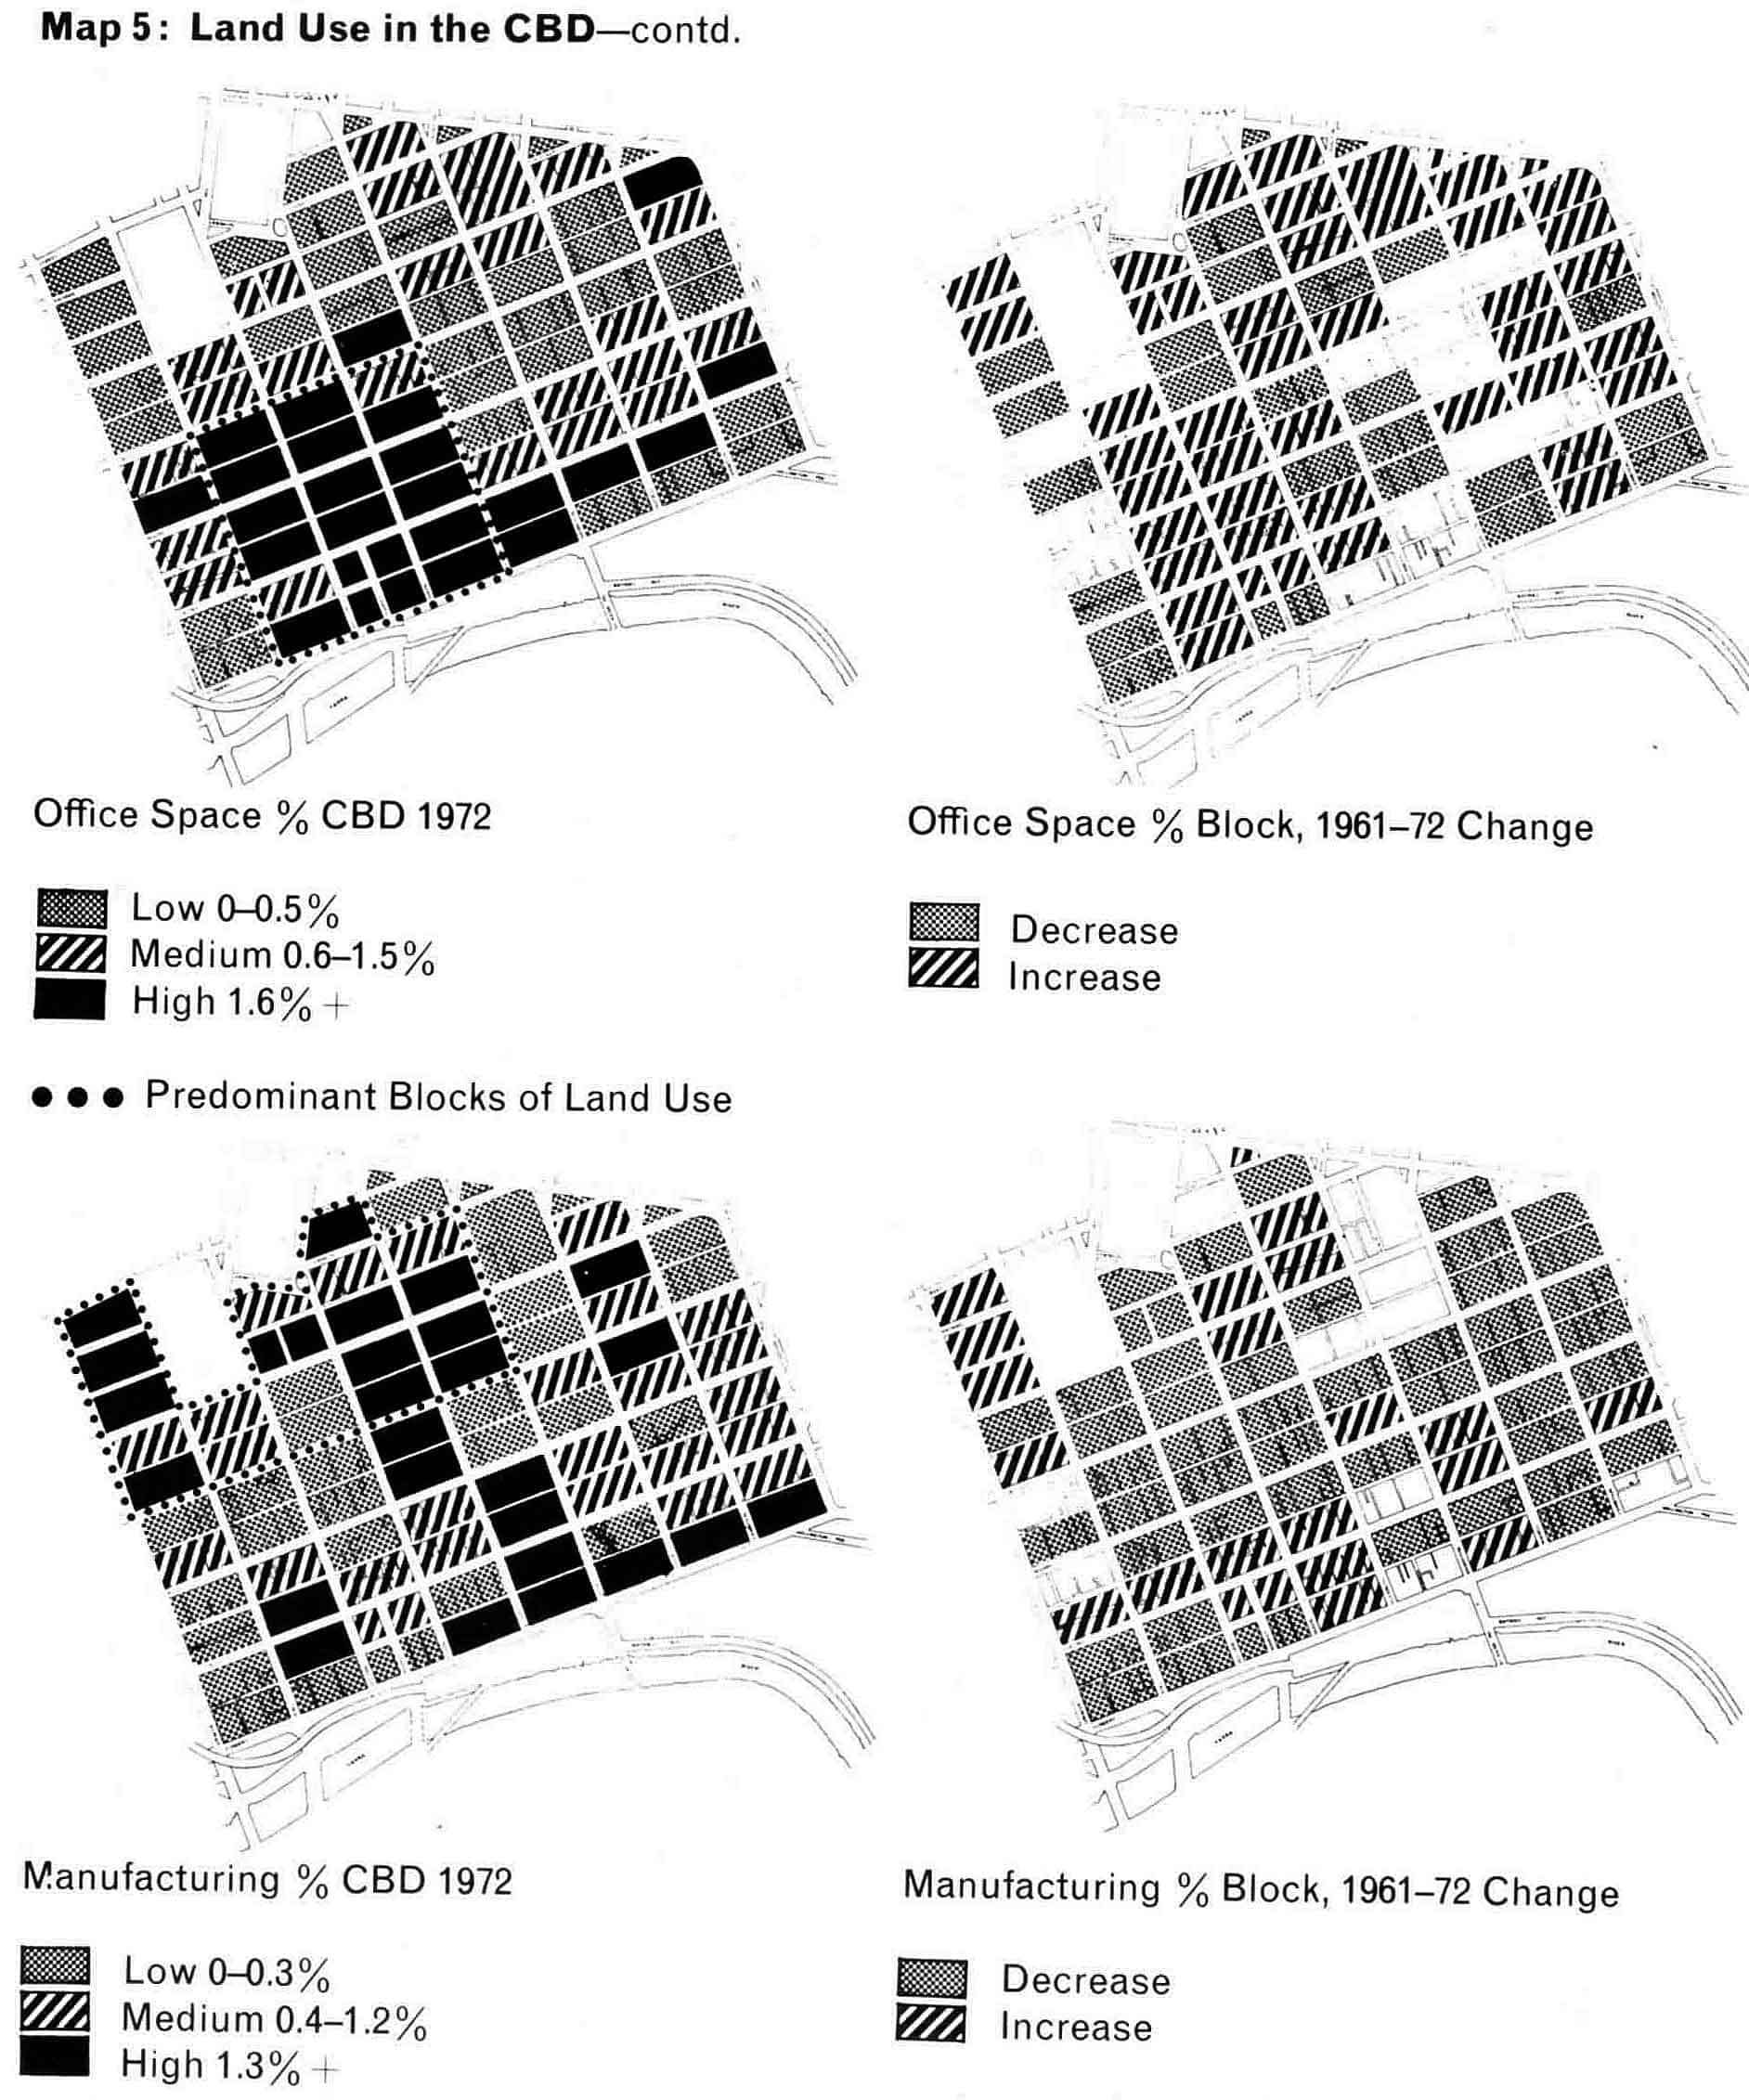 Map 5: Land Use in the CBD—contd.
Office Space % CBD 1972
Low 0–0.5%
Medium 0.6–1.5%
High 1.6% +
Predominant Blocks of Land Use
Office Space % Block, 1961–72 Change
Decrease
Increase
Manufacturing % CBD 1972
Low 0–0.3%
Medium 0.4–1.2%
High 1.3% +
Manufacturing % Block, 1961–72 Change
Decrease
Increase